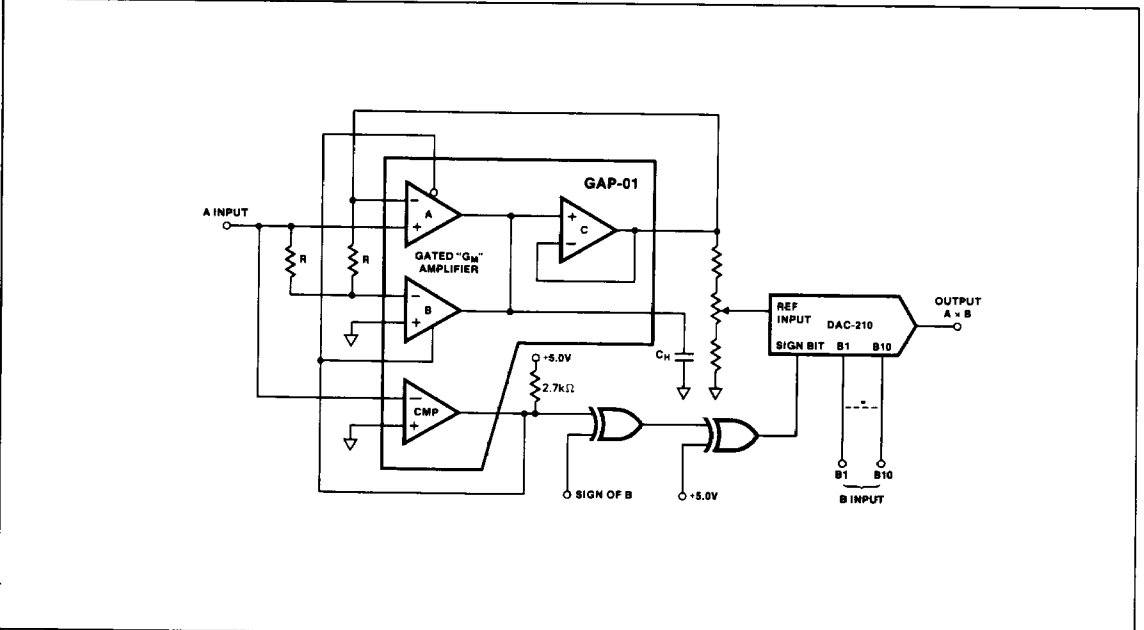 GAP-01
A INPUT
−
A
+
+
C
−
R
R
GATED "GM"
AMPLIFIER
−
B
+
REF
INPUT
DAC-210
SIGN BIT B1 B10
OUTPUT
A × B
+5.0V
CH
2.7kΩ
−
CMP
+
SIGN OF B
+5.0V
B1 B10
B INPUT